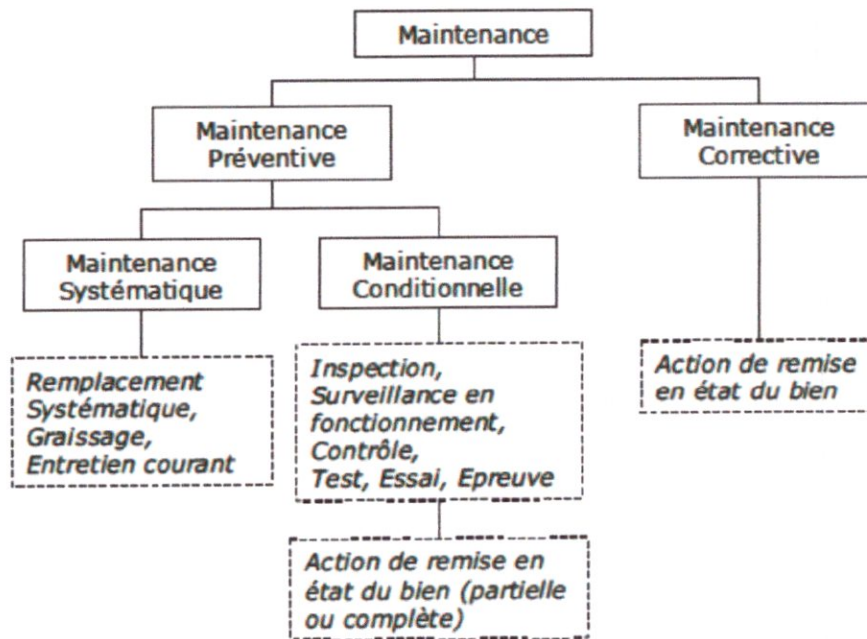 Maintenance
Maintenance
Préventive
Maintenance
Corrective
Maintenance
Systématique
Maintenance
Conditionnelle
Remplacement
Systématique,
Graissage,
Entretien courant
Inspection,
Surveillance en
fonctionnement,
Contrôle,
Test, Essai, Epreuve
Action de remise
en état du bien
Action de remise en
état du bien (partielle
ou complète)